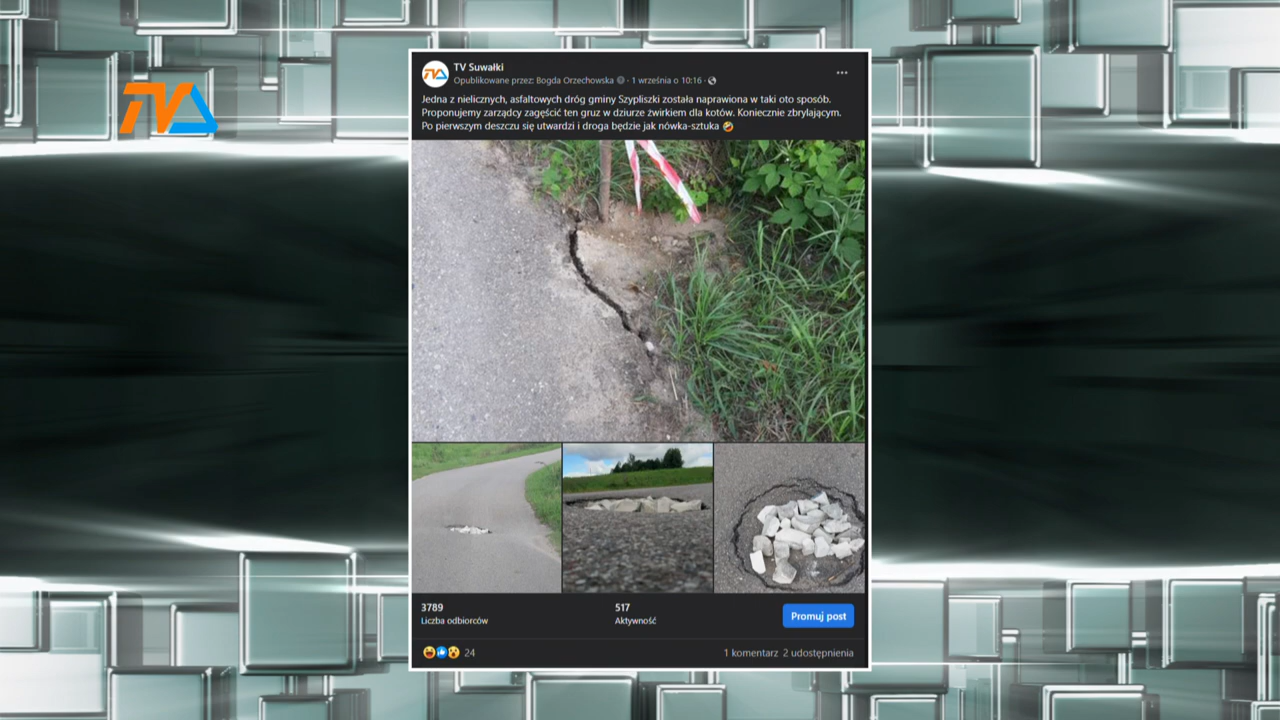 TVΔ
TVΔ
TV Suwałki
Opublikowane przez: Bogda Orzechowska · 1 września o 10:16 ·
Jedna z nielicznych, asfaltowych dróg gminy Szypliszki została naprawiona w taki oto sposób.
Proponujemy zarządcy zagęścić ten gruz w dziurze żwirkiem dla kotów. Koniecznie zbrylającym.
Po pierwszym deszczu się utwardzi i droga będzie jak nówka-sztuka 🤣
3789
Liczba odbiorców
517
Aktywność
Promuj post
24
1 komentarz 2 udostępnienia